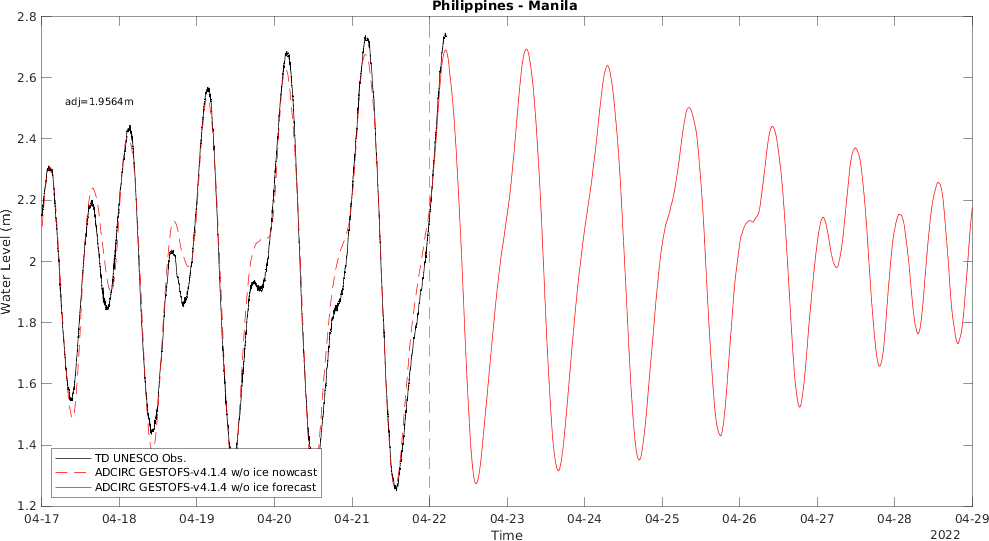 Philippines - Manila
2.8
2.6
2.4
2.2
2
1.8
1.6
1.4
1.2
Water Level (m)
adj=1.9564m
TD UNESCO Obs.
ADCIRC GESTOFS-v4.1.4 w/o ice nowcast
ADCIRC GESTOFS-v4.1.4 w/o ice forecast
04-17 04-18 04-19 04-20 04-21 04-22 04-23 04-24 04-25 04-26 04-27 04-28 04-29
Time
2022